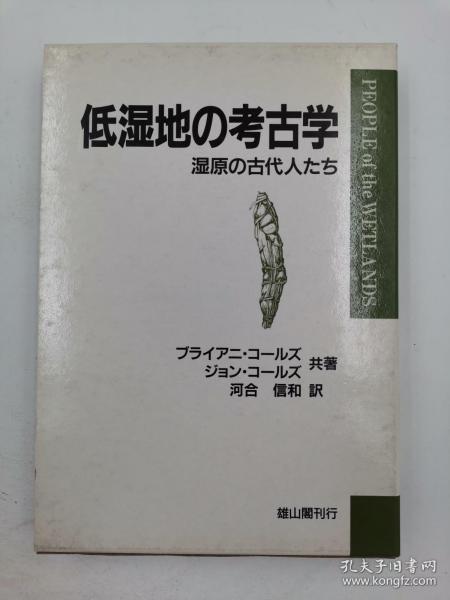 低湿地の考古学
湿原の古代人たち
PEOPLE of the WETLANDS
ブライアニ・コールズ
ジョン・コールズ
共著
河合 信和 訳
雄山閣刊行
孔夫子旧书网
www.kongfz.com